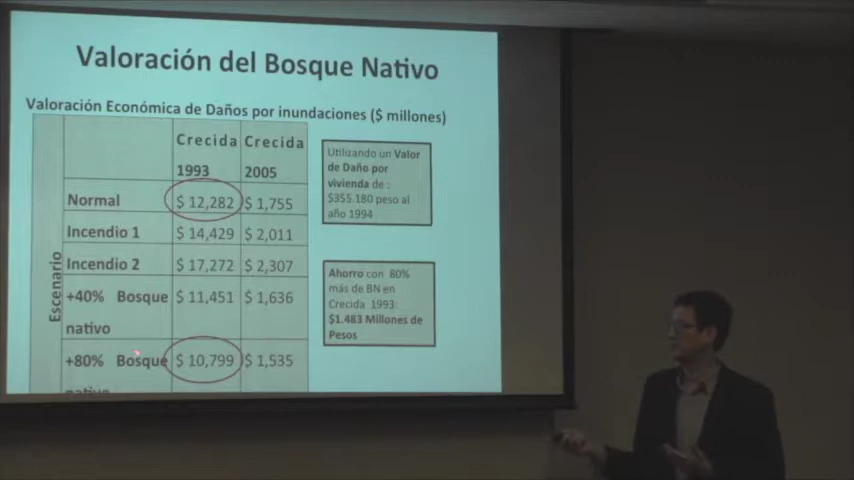 Valoración del Bosque Nativo
Valoración Económica de Daños por inundaciones ($ millones)
Crecida 1993 Crecida 2005
Escenario
Normal $ 12,282 $ 1,755
Incendio 1 $ 14,429 $ 2,011
Incendio 2 $ 17,272 $ 2,307
+40% Bosque nativo $ 11,451 $ 1,636
+80% Bosque nativo $ 10,799 $ 1,535
Utilizando un Valor
de Daño por
vivienda de :
$355.180 peso al
año 1994
Ahorro con 80%
más de BN en
Crecida 1993:
$1.483 Millones de
Pesos